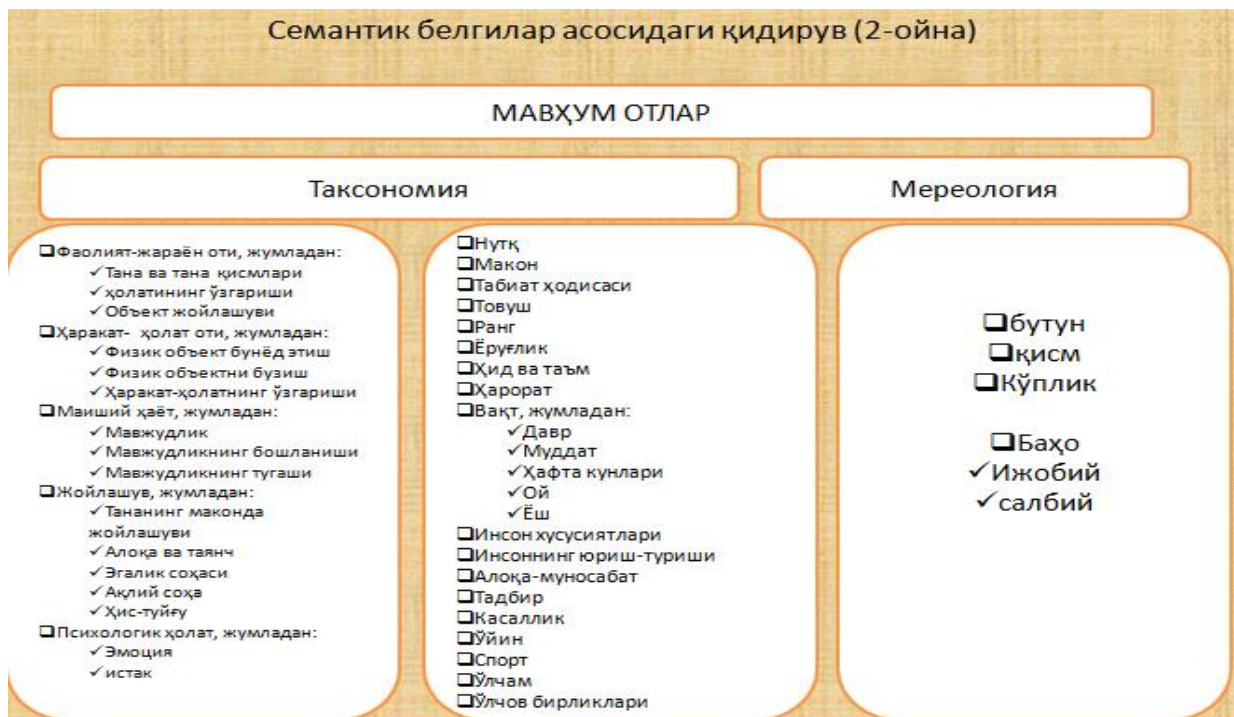 Семантик белгилар асосидаги қидирув (2-ойна)
МАВҲУМ ОТЛАР
Таксономия
Мереология
❑Фаолият-жараён оти, жумладан:
✓Тана ва тана қисмлари
✓ҳолатининг ўзгариши
✓Объект жойлашуви
❑Ҳаракат- ҳолат оти, жумладан:
✓Физик объект бунёд этиш
✓Физик объектни бузиш
✓Ҳаракат-ҳолатнинг ўзгариши
❑Маиший ҳаёт, жумладан:
✓Мавжудлик
✓Мавжудликнинг бошланиши
✓Мавжудликнинг тугаши
❑Жойлашув, жумладан:
✓Тананинг маконда
жойлашуви
✓Алоқа ва таянч
✓Эгалик соҳаси
✓Ақлий соҳа
✓Ҳис-туйғу
❑Психологик ҳолат, жумладан:
✓Эмоция
✓истак
❑Нутқ
❑Макон
❑Табиат ҳодисаси
❑Товуш
❑Ранг
❑Ёруғлик
❑Ҳид ва таъм
❑Ҳарорат
❑Вақт, жумладан:
✓Давр
✓Муддат
✓Ҳафта кунлари
✓Ой
✓Ёш
❑Инсон хусусиятлари
❑Инсоннинг юриш-туриши
❑Алоқа-муносабат
❑Тадбир
❑Касаллик
❑Ўйин
❑Спорт
❑Ўлчам
❑Ўлчов бирликлари
❑бутун
❑қисм
❑Кўплик
❑Баҳо
✓Ижобий
✓салбий